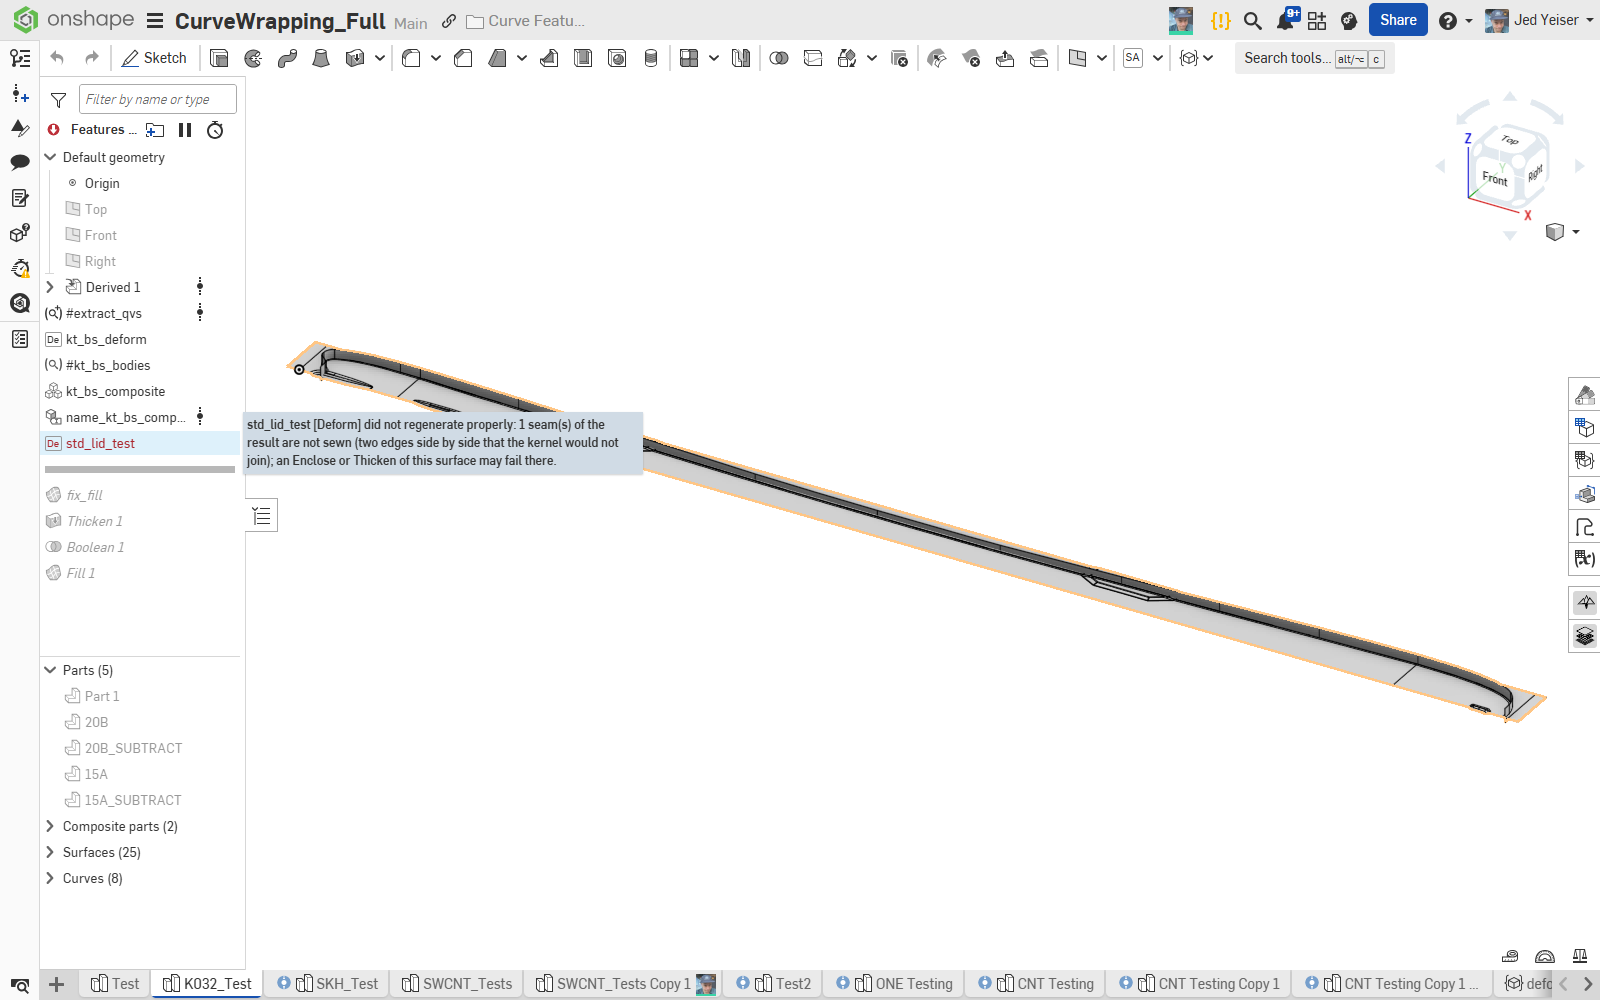 onshape
CurveWrapping_Full Main
Curve Featu...
9+
Share
Jed Yeiser
Sketch
SA
Search tools... alt/⌥ c
Filter by name or type
Features ...
Default geometry
Origin
Top
Front
Right
Derived 1
#extract_qvs
De kt_bs_deform
#kt_bs_bodies
kt_bs_composite
name_kt_bs_comp...
De std_lid_test
std_lid_test [Deform] did not regenerate properly: 1 seam(s) of the
result are not sewn (two edges side by side that the kernel would not
join); an Enclose or Thicken of this surface may fail there.
fix_fill
Thicken 1
Boolean 1
Fill 1
Parts (5)
Part 1
20B
20B_SUBTRACT
15A
15A_SUBTRACT
Composite parts (2)
Surfaces (25)
Curves (8)
Z
Top
Y
Front
Right
X
Test
K032_Test
SKH_Test
SWCNT_Tests
SWCNT_Tests Copy 1
Test2
ONE Testing
CNT Testing
CNT Testing Copy 1
CNT Testing Copy 1 ...
defo